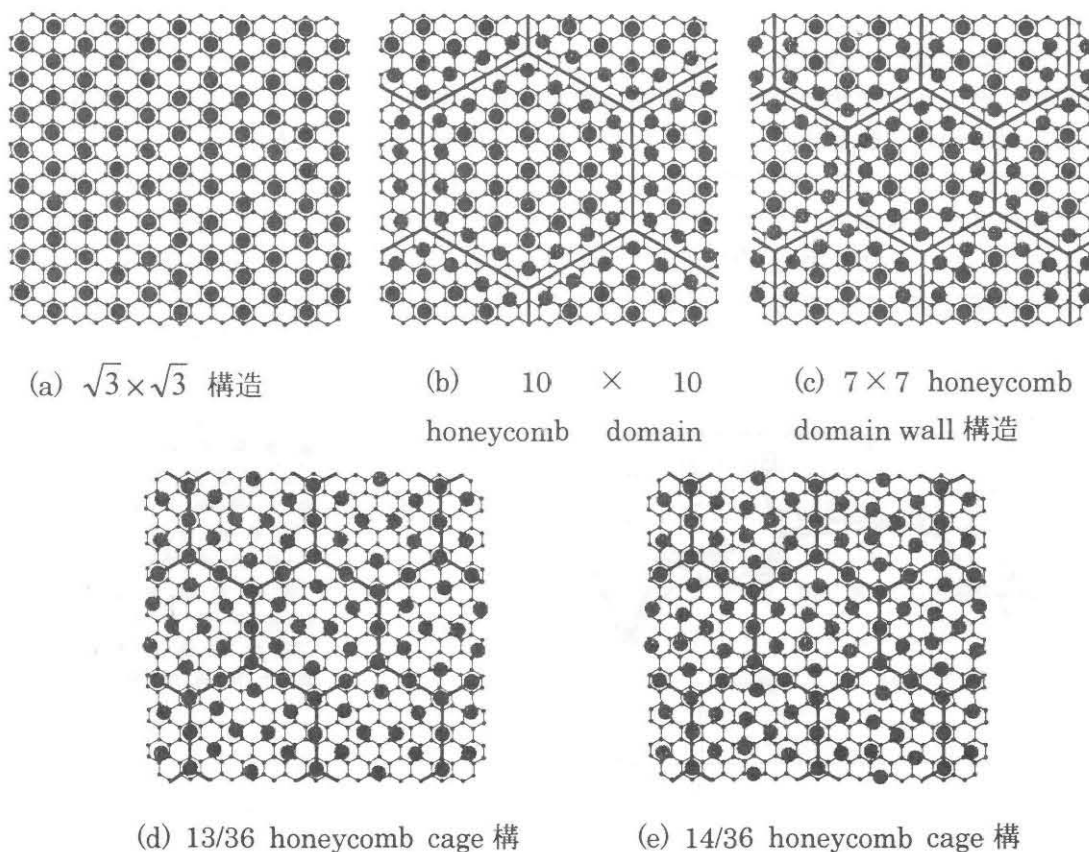 (a) √3×√3 構造
(b) 10 × 10
honeycomb domain
(c) 7×7 honeycomb
domain wall 構造
(d) 13/36 honeycomb cage 構
(e) 14/36 honeycomb cage 構